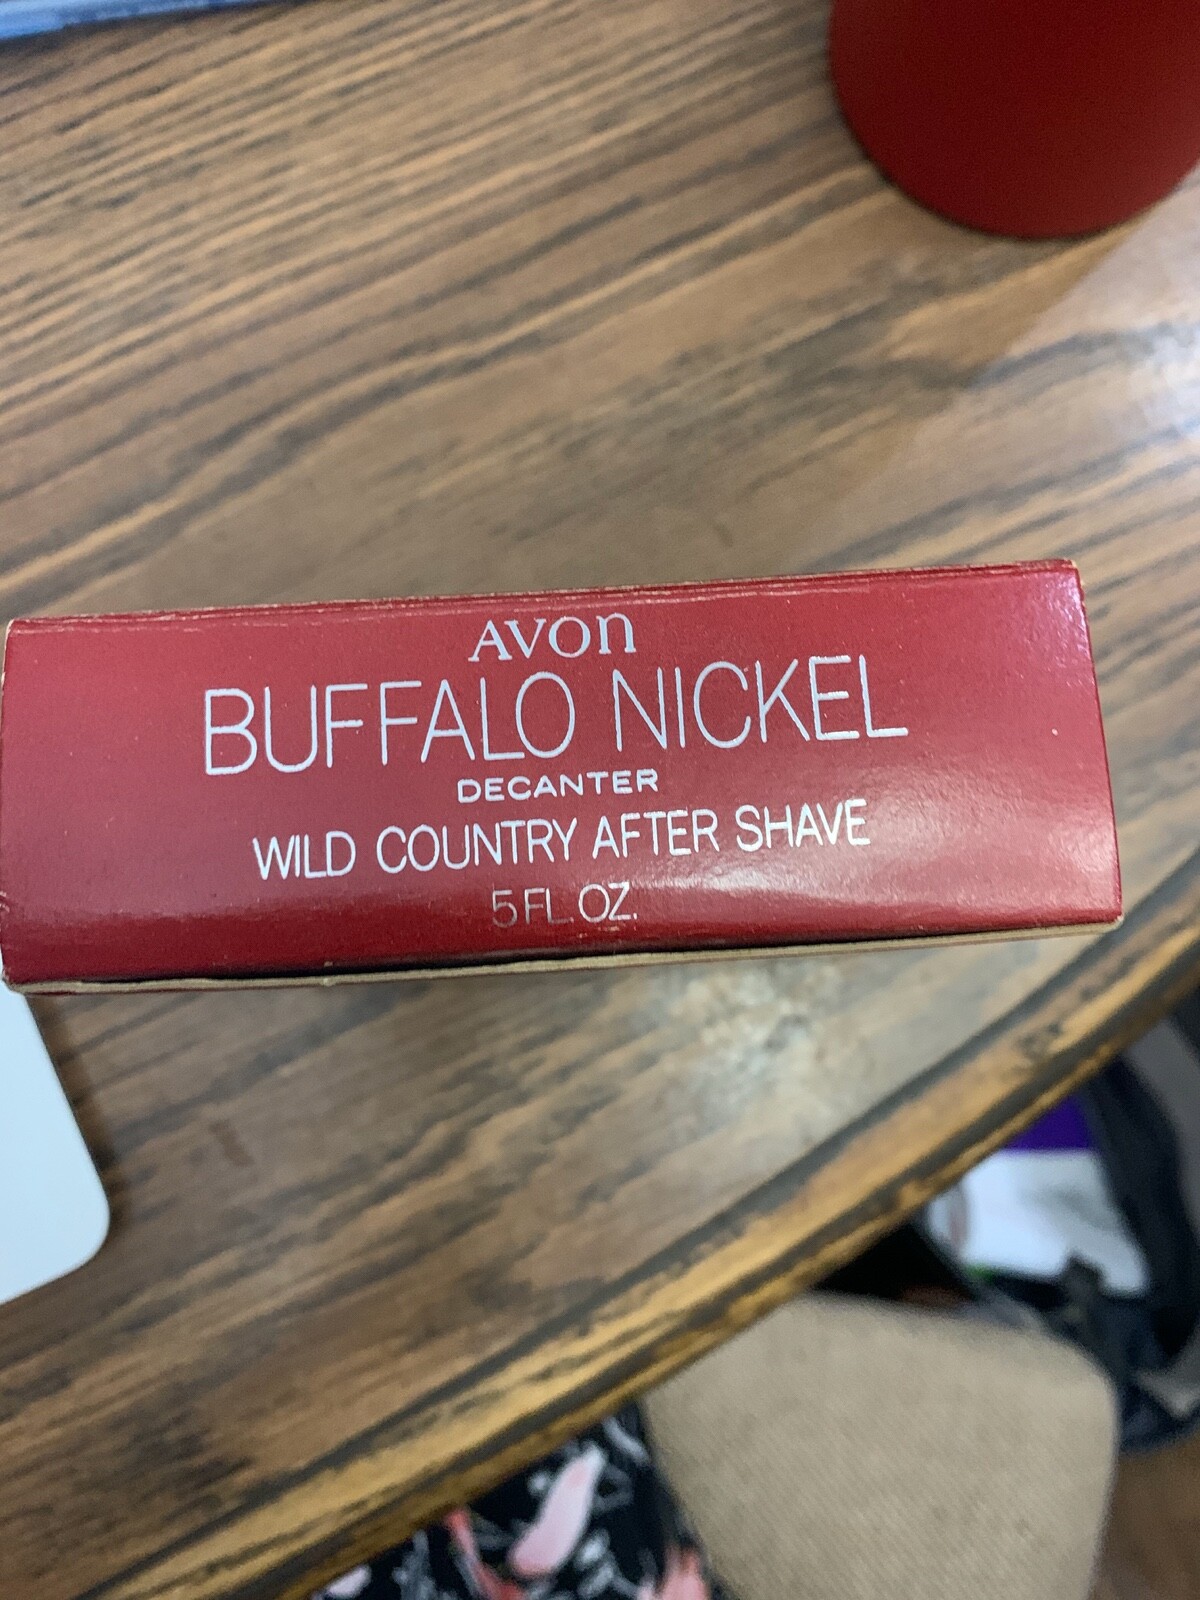 AVON
BUFFALO NICKEL
DECANTER
WILD COUNTRY AFTER SHAVE
5 FL. OZ.